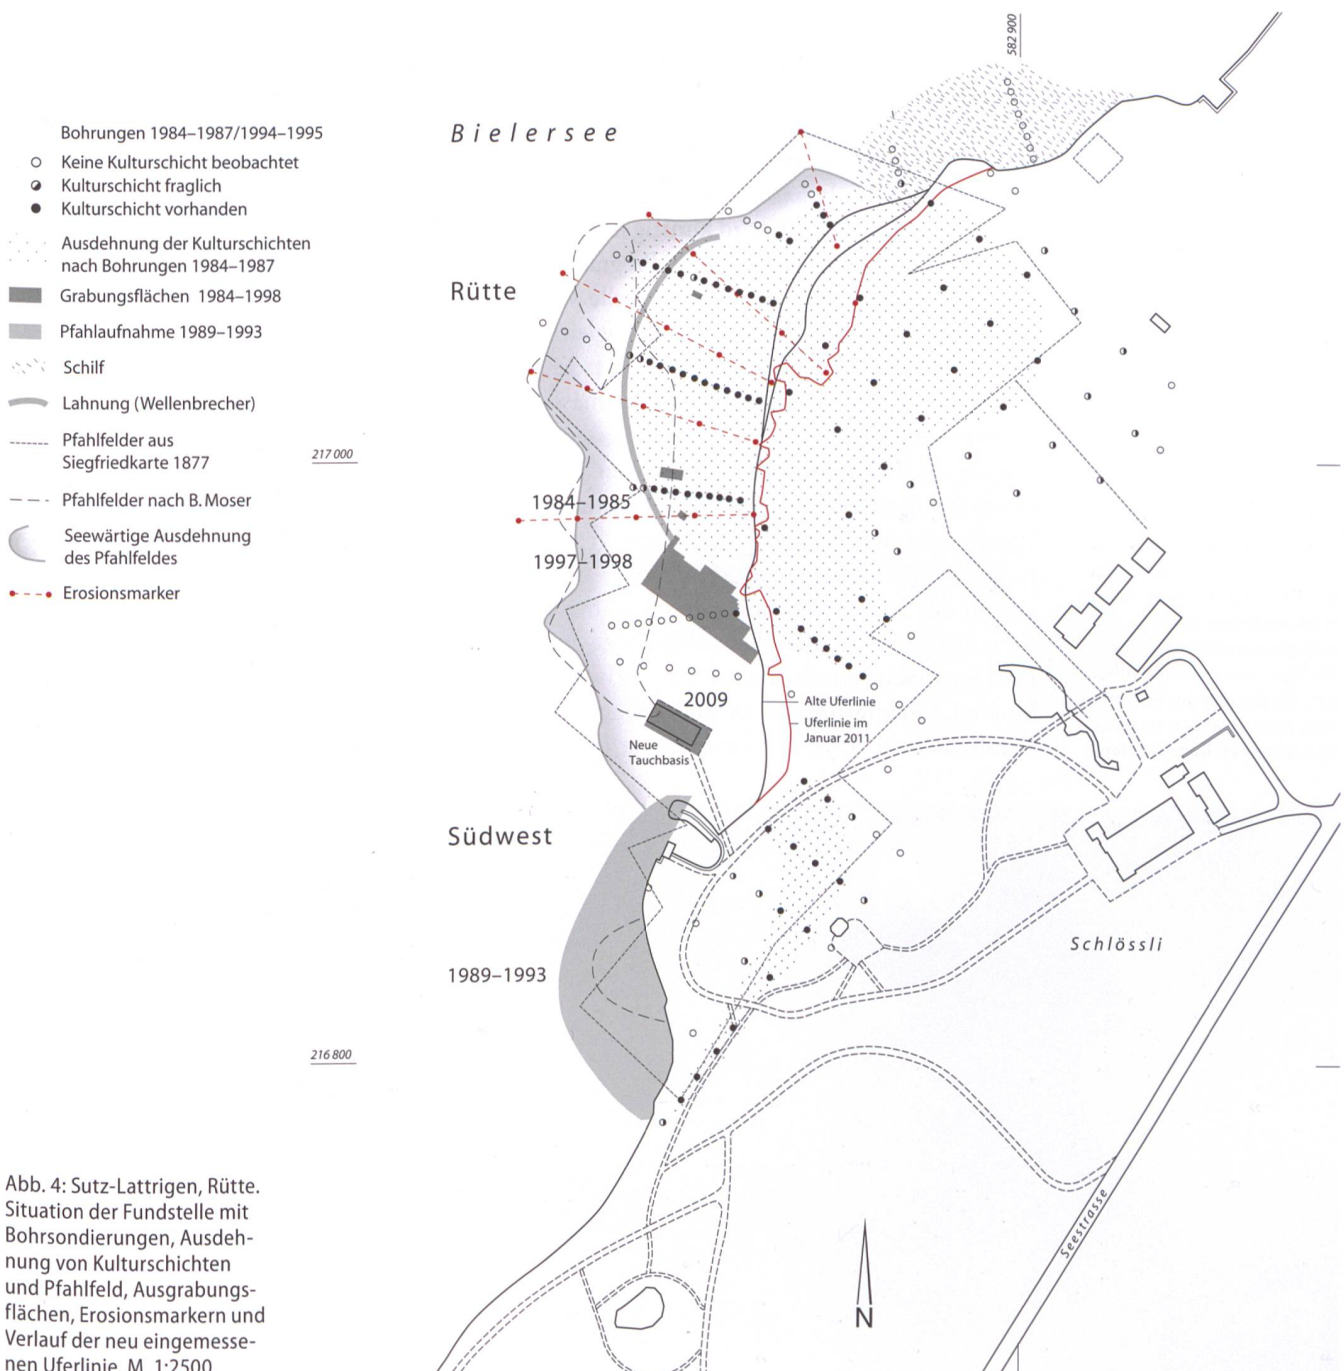 582 900
Bohrungen 1984–1987/1994–1995
Keine Kulturschicht beobachtet
Kulturschicht fraglich
Kulturschicht vorhanden
Ausdehnung der Kulturschichten
nach Bohrungen 1984–1987
Grabungsflächen 1984–1998
Pfahlaufnahme 1989–1993
Schilf
Lahnung (Wellenbrecher)
Pfahlfelder aus
Siegfriedkarte 1877
Pfahlfelder nach B. Moser
Seewärtige Ausdehnung
des Pfahlfeldes
Erosionsmarker
Bielersee
Rütte
217 000
1984–1985
1997–1998
2009
Alte Uferlinie
Uferlinie im
Januar 2011
Neue
Tauchbasis
Südwest
1989–1993
Schlössli
216 800
Seestrasse
N
Abb. 4: Sutz-Lattrigen, Rütte.
Situation der Fundstelle mit
Bohrsondierungen, Ausdeh-
nung von Kulturschichten
und Pfahlfeld, Ausgrabungs-
flächen, Erosionsmarkern und
Verlauf der neu eingemesse-
nen Uferlinie. M. 1:2500.